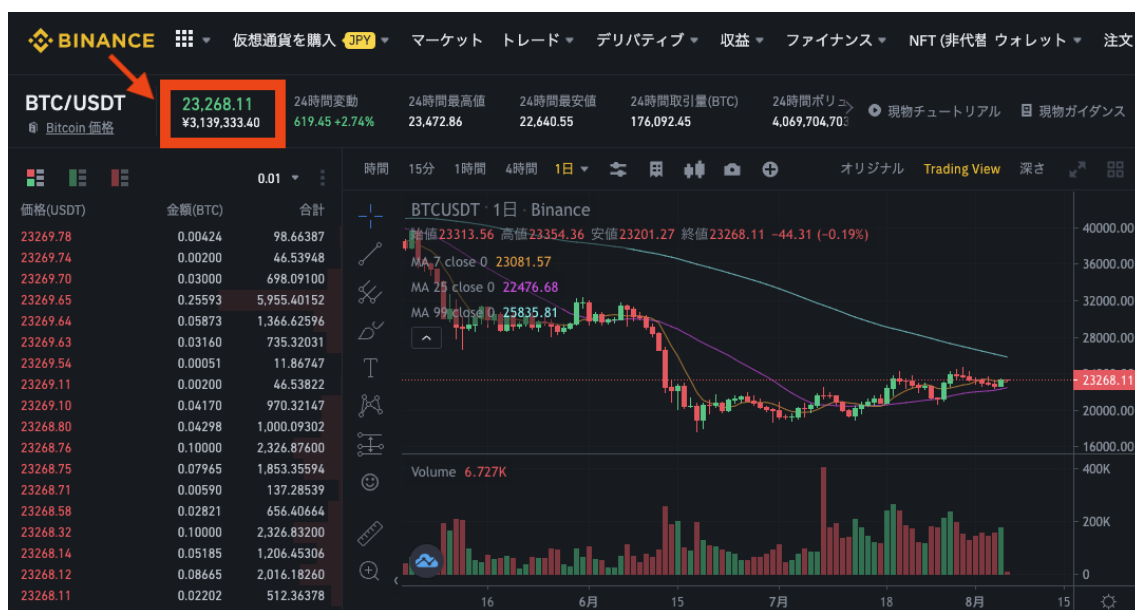 BINANCE 仮想通貨を購入 JPY マーケット トレード デリバティブ 収益 ファイナンス NFT (非代替 ウォレット 注文
BTC/USDT
Bitcoin 価格
23,268.11
¥3,139,333.40
24時間変動
619.45 +2.74%
24時間最高値
23,472.86
24時間最安値
22,640.55
24時間取引量(BTC)
176,092.45
24時間ボリュ
4,069,704,703
現物チュートリアル
現物ガイダンス
0.01
時間 15分 1時間 4時間 1日 オリジナル Trading View 深さ
価格(USDT) 金額(BTC) 合計
23269.78 0.00424 98.66387
23269.74 0.00200 46.53948
23269.70 0.03000 698.09100
23269.65 0.25593 5,955.40152
23269.64 0.05873 1,366.62596
23269.63 0.03160 735.32031
23269.54 0.00051 11.86747
23269.11 0.00200 46.53822
23269.10 0.04170 970.32147
23268.80 0.04298 1,000.09302
23268.76 0.10000 2,326.87600
23268.75 0.07965 1,853.35594
23268.71 0.00590 137.28539
23268.58 0.02821 656.40664
23268.32 0.10000 2,326.83200
23268.14 0.05185 1,206.45306
23268.12 0.08665 2,016.18260
23268.11 0.02202 512.36378
BTCUSDT · 1日 · Binance
始値23313.56 高値23354.36 安値23201.27 終値23268.11 −44.31 (−0.19%)
MA 7 close 0 23081.57
MA 25 close 0 22476.68
MA 99 close 0 25835.81
40000.00
36000.00
32000.00
28000.00
23268.11
20000.00
16000.00
Volume 6.727K
400K
200K
0
16 6月 15 7月 18 8月 15